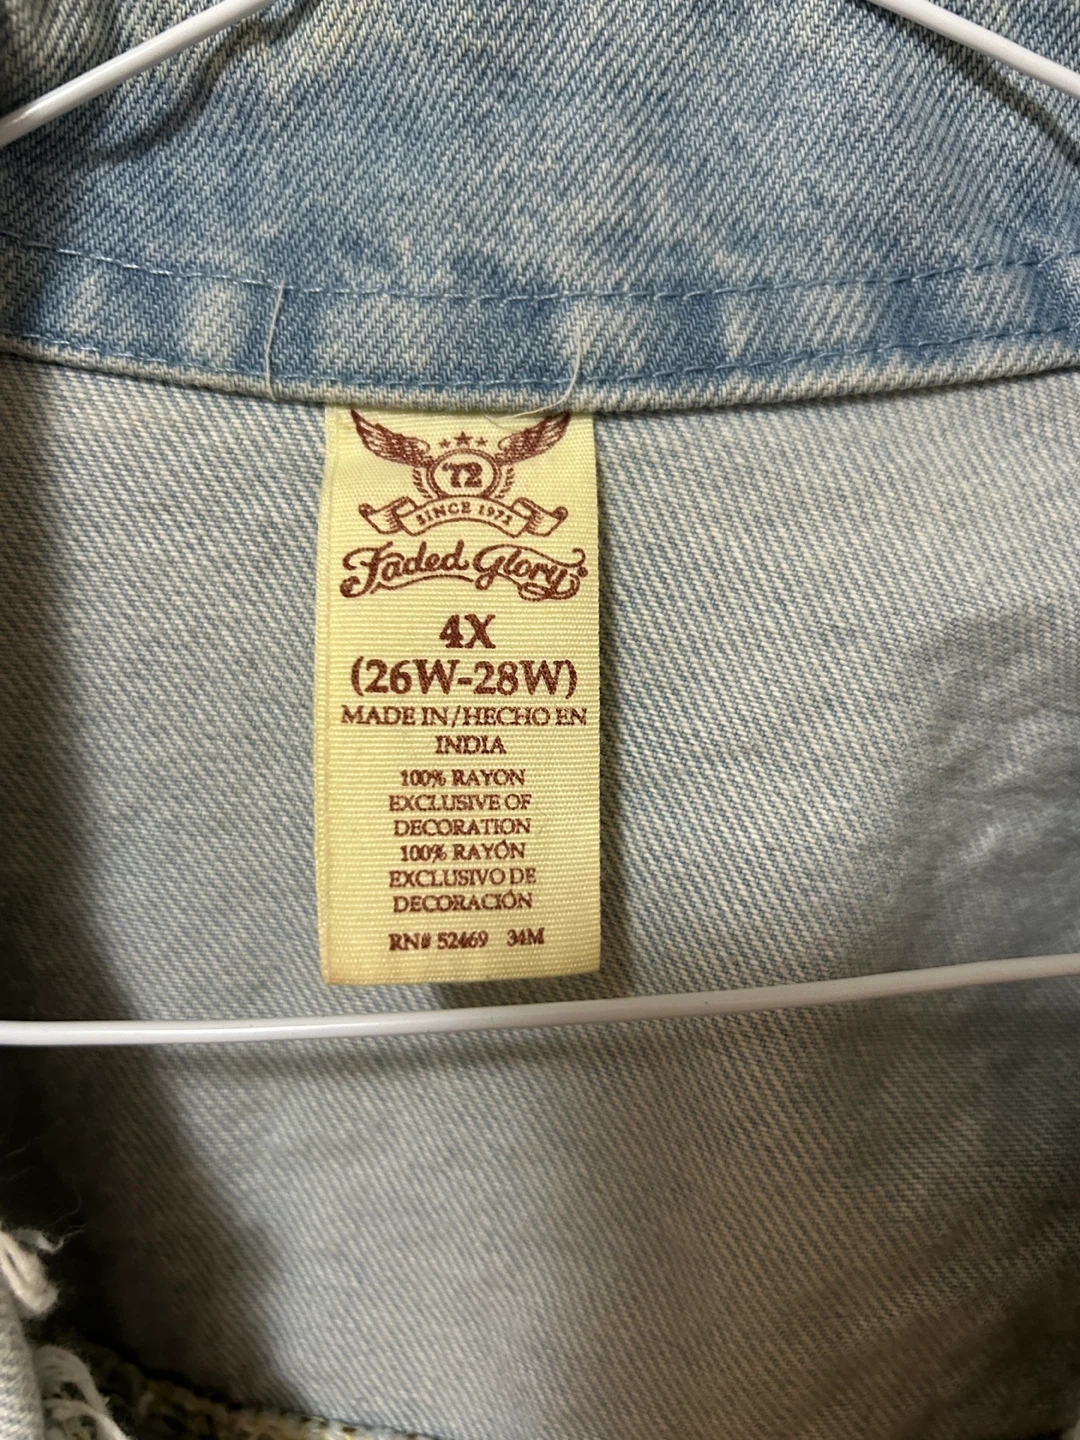 '72
SINCE 1972
Faded Glory
4X
(26W-28W)
MADE IN/HECHO EN
INDIA
100% RAYON
EXCLUSIVE OF
DECORATION
100% RAYÓN
EXCLUSIVO DE
DECORACIÓN
RN# 52469 34M